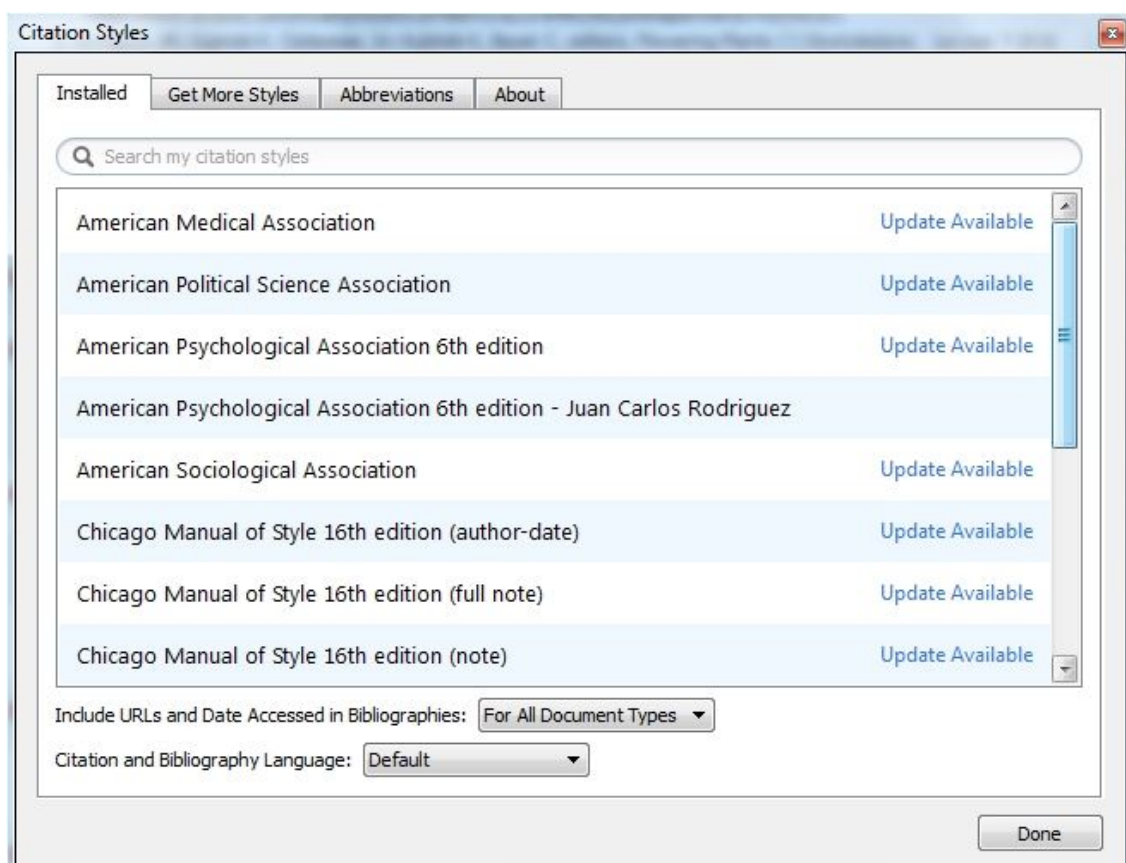 Citation Styles
Installed Get More Styles Abbreviations About
Search my citation styles
American Medical Association Update Available
American Political Science Association Update Available
American Psychological Association 6th edition Update Available
American Psychological Association 6th edition - Juan Carlos Rodriguez
American Sociological Association Update Available
Chicago Manual of Style 16th edition (author-date) Update Available
Chicago Manual of Style 16th edition (full note) Update Available
Chicago Manual of Style 16th edition (note) Update Available
Include URLs and Date Accessed in Bibliographies: For All Document Types
Citation and Bibliography Language: Default
Done